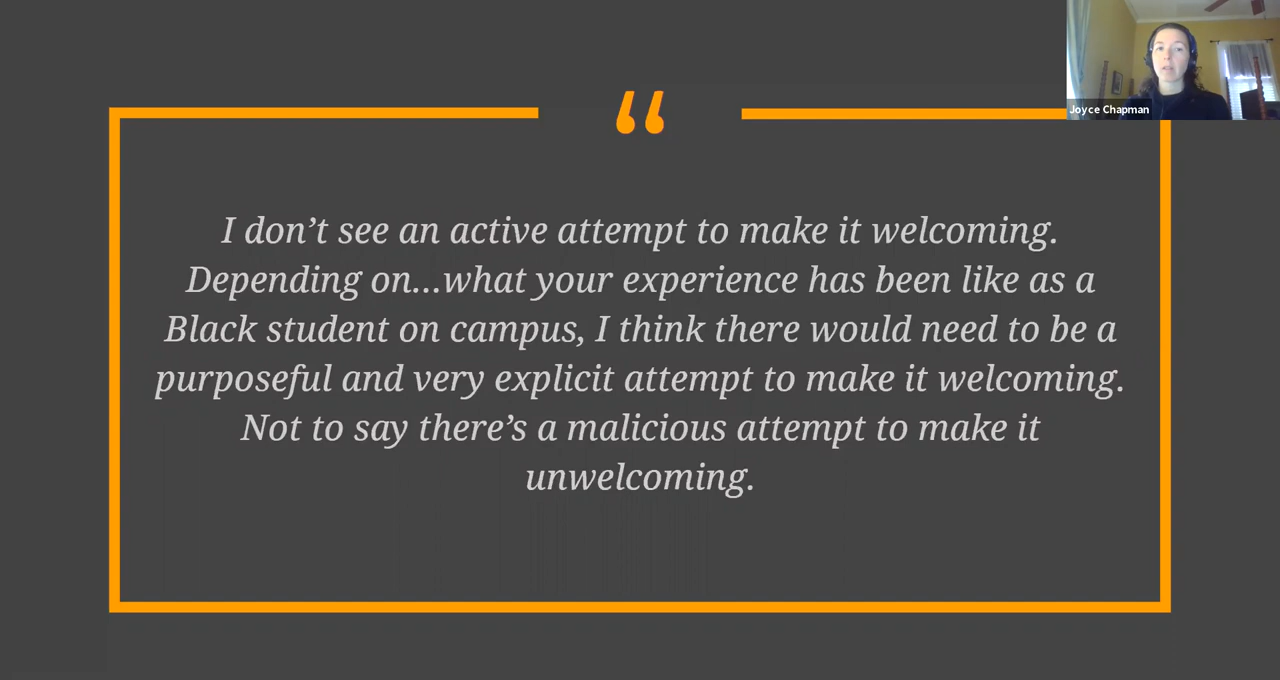 Joyce Chapman
“
I don’t see an active attempt to make it welcoming.
Depending on...what your experience has been like as a
Black student on campus, I think there would need to be a
purposeful and very explicit attempt to make it welcoming.
Not to say there’s a malicious attempt to make it
unwelcoming.